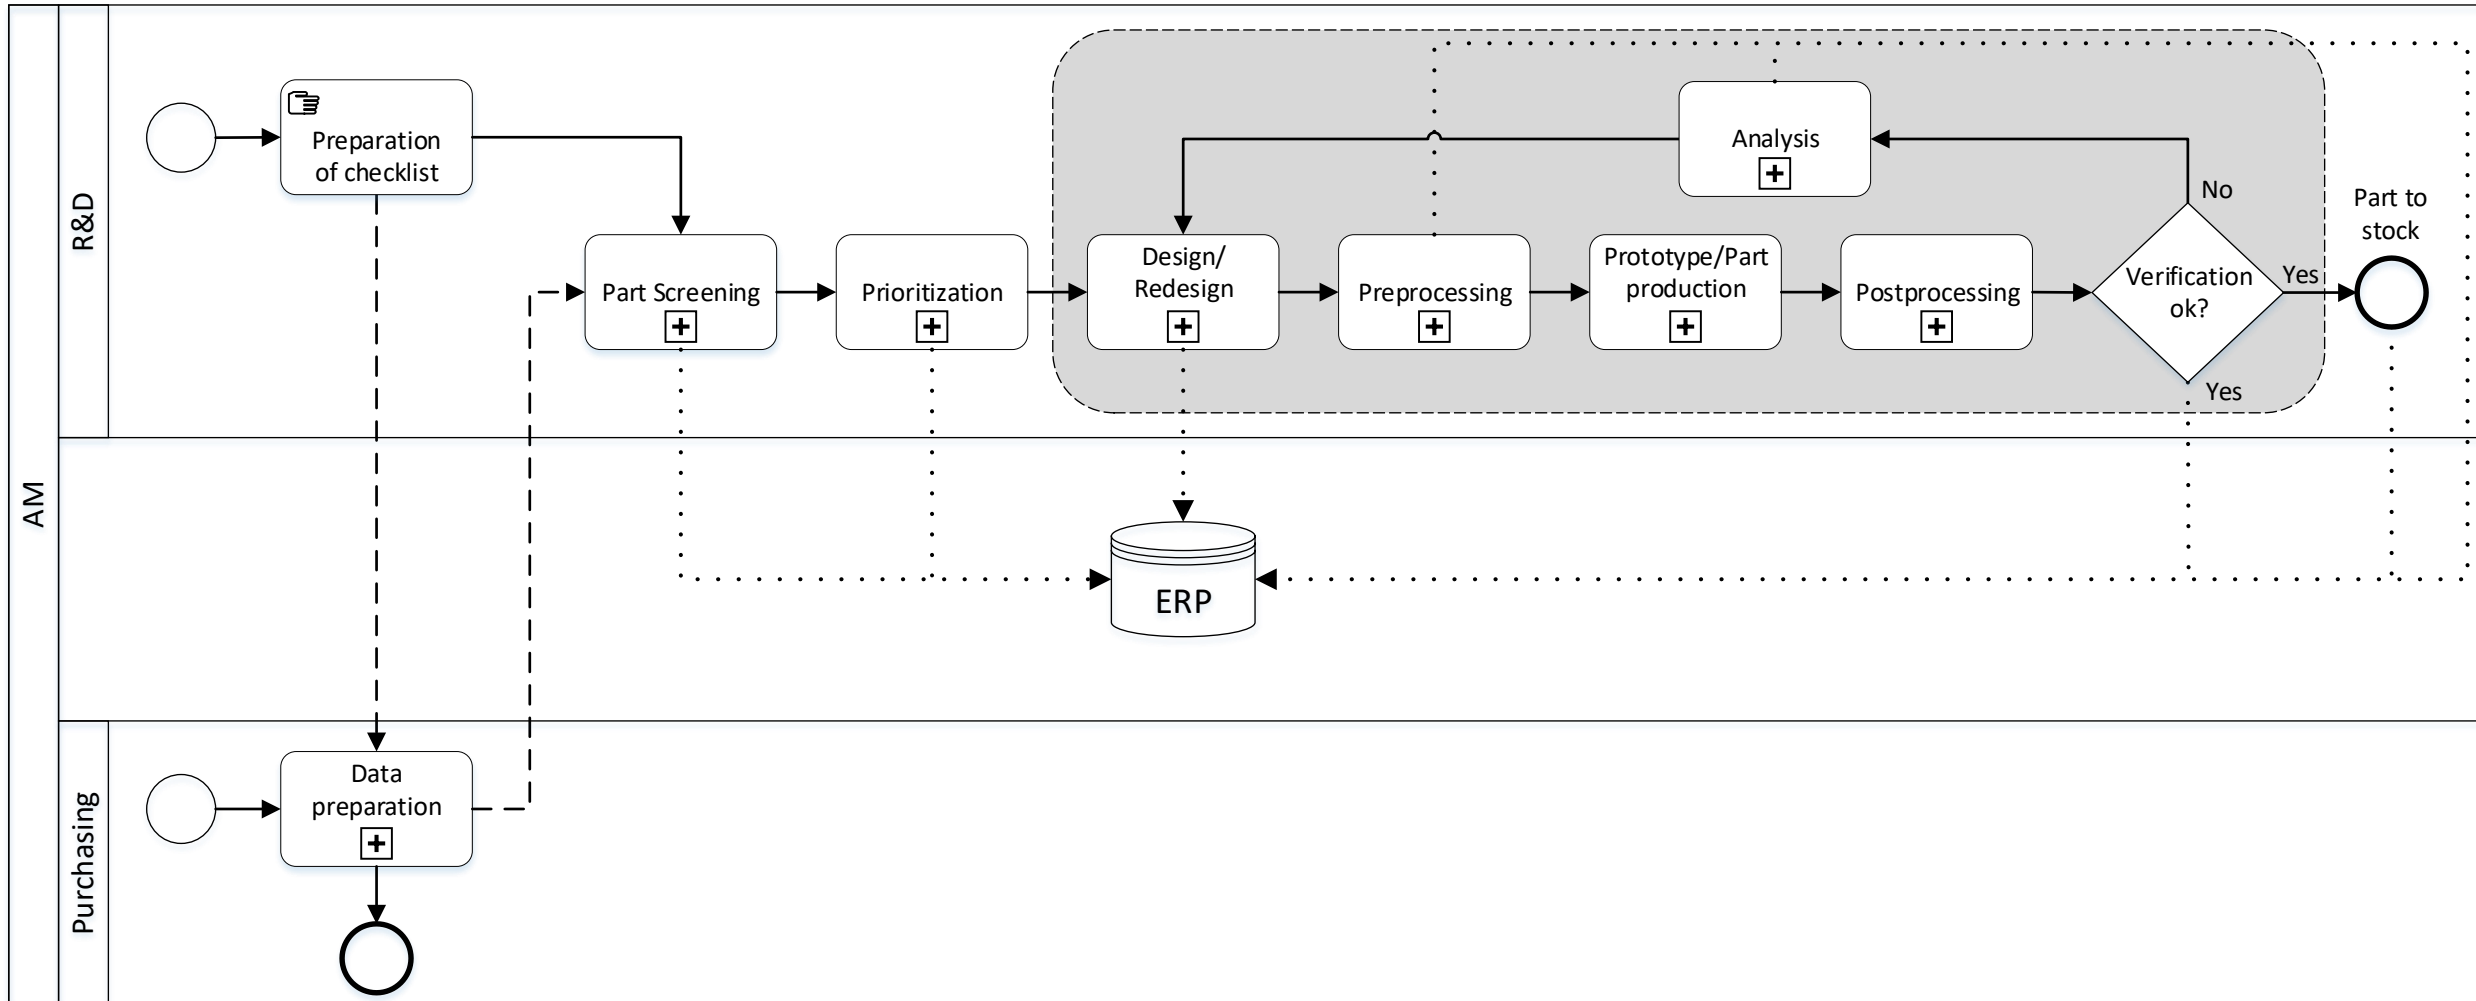 AM
R&D
Preparation
of checklist
Part Screening
Prioritization
Design/
Redesign
Preprocessing
Prototype/Part
production
Postprocessing
Analysis
Verification
ok?
No
Yes
Yes
Part to
stock
ERP
Purchasing
Data
preparation